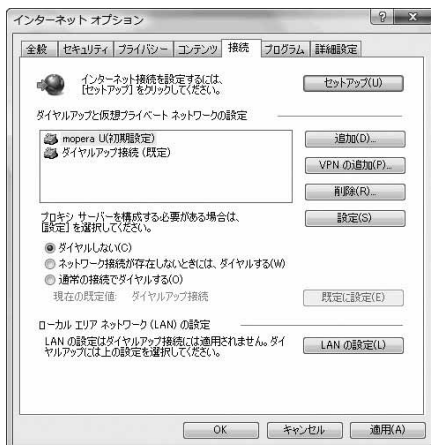 インターネット オプション
全般 セキュリティ プライバシー コンテンツ 接続 プログラム 詳細設定
インターネット接続を設定するには、
[セットアップ] をクリックしてください。
セットアップ(U)
ダイヤルアップと仮想プライベート ネットワークの設定
mopera U(初期設定)
ダイヤルアップ接続 (既定)
追加(D)...
VPN の追加(P)...
削除(R)...
プロキシ サーバーを構成する必要がある場合は、
[設定] を選択してください。
設定(S)
ダイヤルしない(C)
ネットワーク接続が存在しないときには、ダイヤルする(W)
通常の接続でダイヤルする(O)
現在の既定値: ダイヤルアップ接続
既定に設定(E)
ローカル エリア ネットワーク (LAN) の設定
LAN の設定はダイヤルアップ接続には適用されません。ダイ
ヤルアップには上の設定を選択してください。
LAN の設定(L)
OK キャンセル 適用(A)